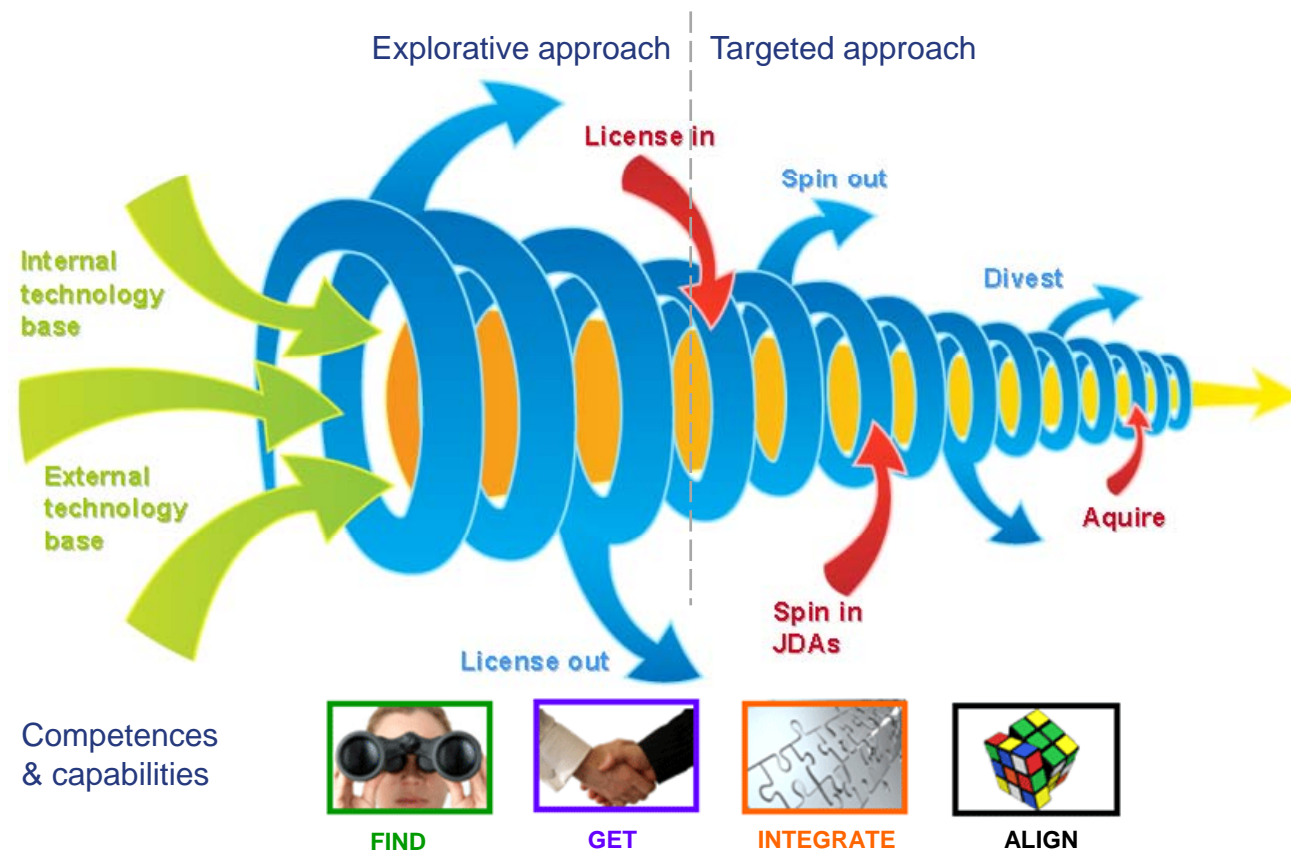 Explorative approach
Targeted approach
License in
Spin out
Internal
technology
base
Divest
External
technology
base
Aquire
Spin in
JDAs
License out
Competences
& capabilities
FIND
GET
INTEGRATE
ALIGN